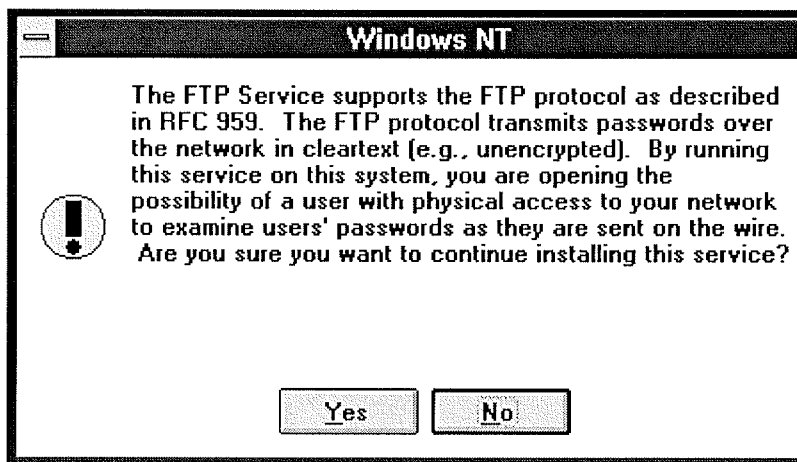 Windows NT
The FTP Service supports the FTP protocol as described
in RFC 959.  The FTP protocol transmits passwords over
the network in cleartext (e.g., unencrypted).  By running
this service on this system, you are opening the
possibility of a user with physical access to your network
to examine users' passwords as they are sent on the wire.
Are you sure you want to continue installing this service?
Yes
No